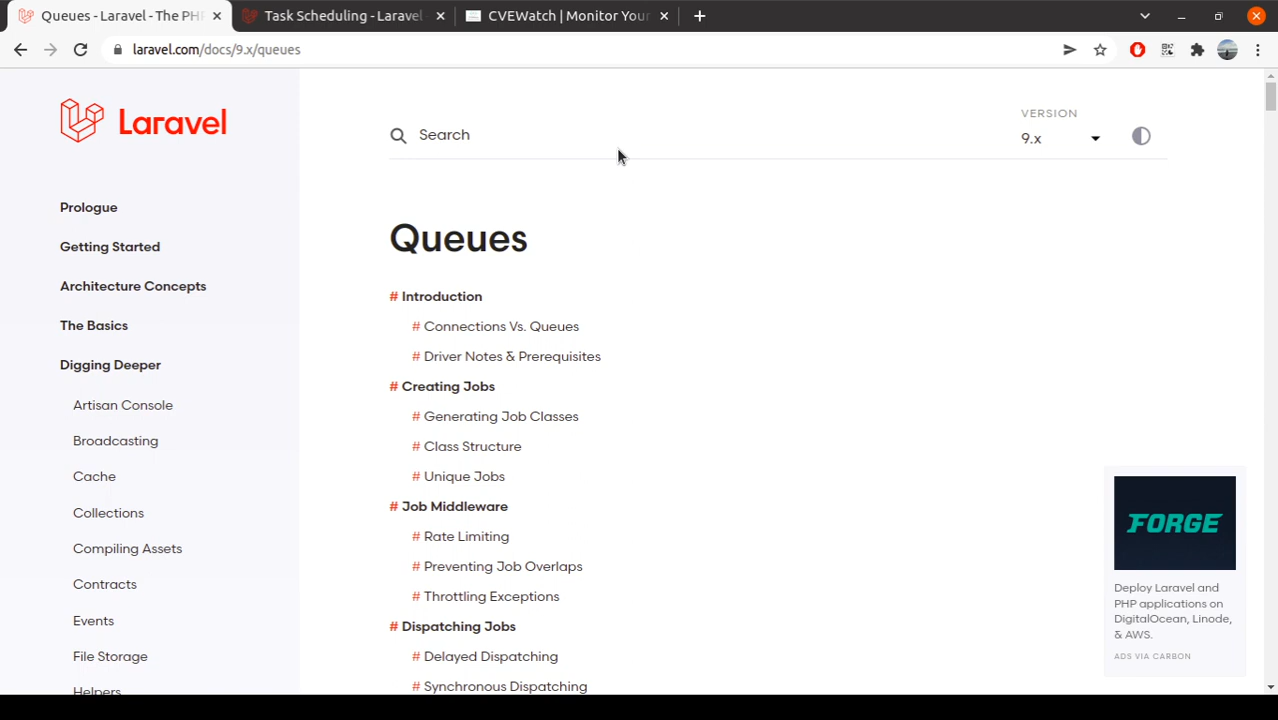 Queues - Laravel - The PHP
Task Scheduling - Laravel -
CVEWatch | Monitor Your
laravel.com/docs/9.x/queues
Laravel
Search
VERSION
9.x
Prologue
Getting Started
Architecture Concepts
The Basics
Digging Deeper
Artisan Console
Broadcasting
Cache
Collections
Compiling Assets
Contracts
Events
File Storage
Helpers
Queues
# Introduction
# Connections Vs. Queues
# Driver Notes & Prerequisites
# Creating Jobs
# Generating Job Classes
# Class Structure
# Unique Jobs
# Job Middleware
# Rate Limiting
# Preventing Job Overlaps
# Throttling Exceptions
# Dispatching Jobs
# Delayed Dispatching
# Synchronous Dispatching
FORGE
Deploy Laravel and
PHP applications on
DigitalOcean, Linode,
& AWS.
ADS VIA CARBON